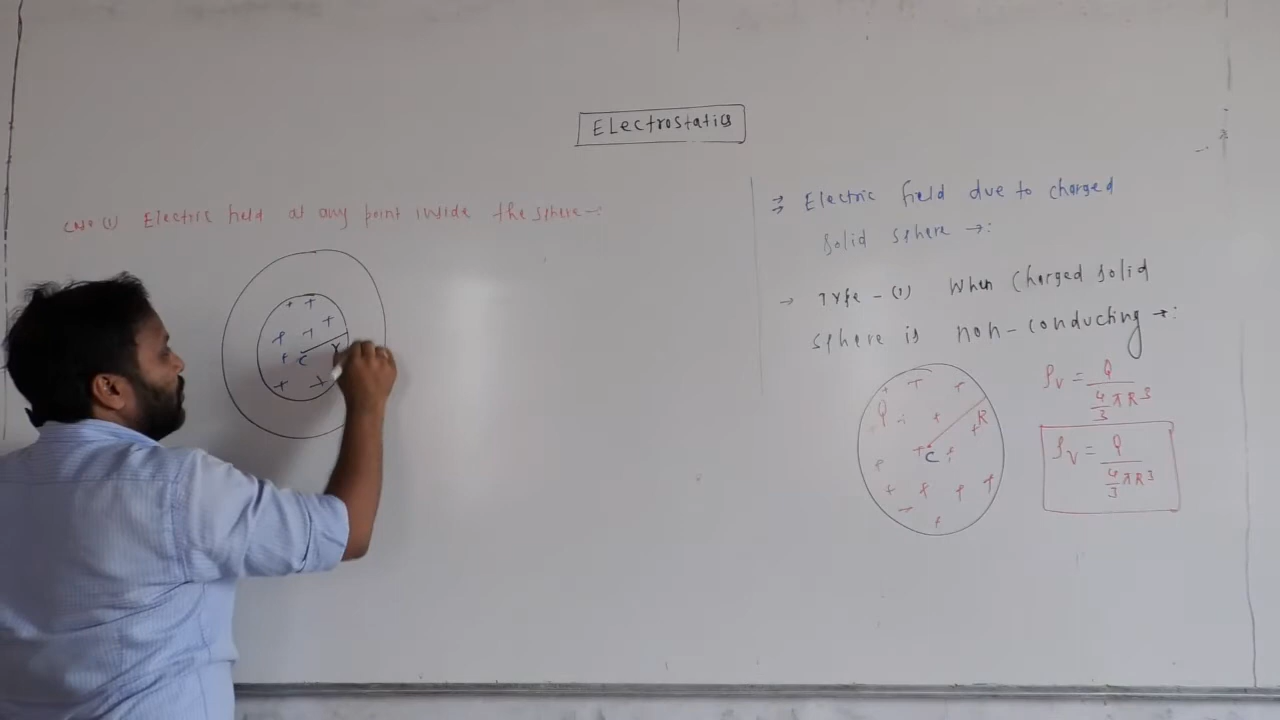 Electrostatics
Case (1) Electric field at any point inside the sphere →:
C r
⇒ Electric field due to charged
solid sphere →:
→ Type - (1) When Charged solid
sphere is non-conducting →:
Q R
C
ρv = Q / 4/3 πR³
ρv = Q / 4/3 πR³